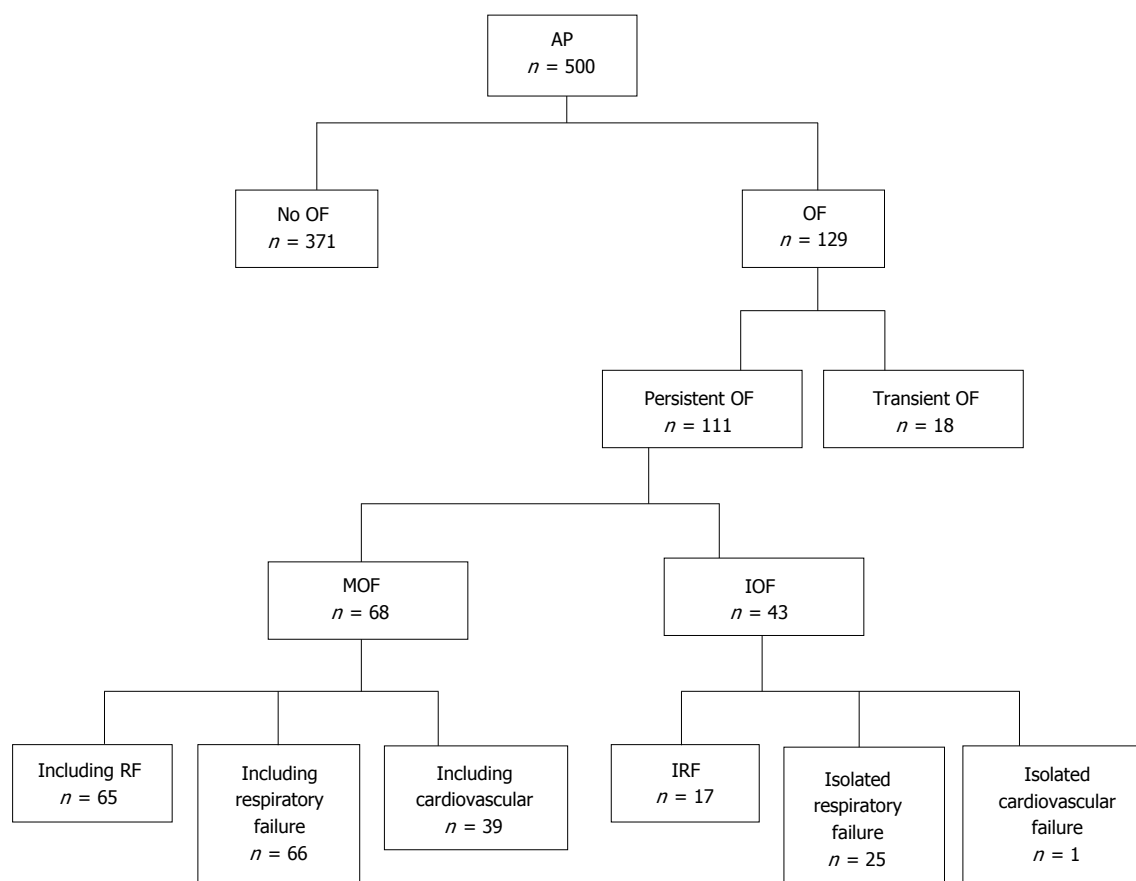 AP
n = 500
No OF
n = 371
OF
n = 129
Persistent OF
n = 111
Transient OF
n = 18
MOF
n = 68
IOF
n = 43
Including RF
n = 65
Including
respiratory
failure
n = 66
Including
cardiovascular
n = 39
IRF
n = 17
Isolated
respiratory
failure
n = 25
Isolated
cardiovascular
failure
n = 1